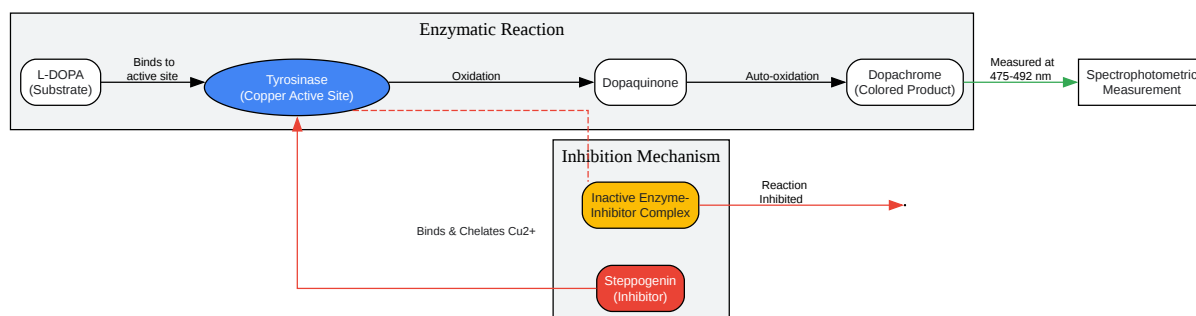 Enzymatic Reaction
L-DOPA
(Substrate)
Binds to
active site
Tyrosinase
(Copper Active Site)
Oxidation
Dopaquinone
Auto-oxidation
Dopachrome
(Colored Product)
Measured at
475-492 nm
Spectrophotometric
Measurement
Inhibition Mechanism
Inactive Enzyme-
Inhibitor Complex
Reaction
Inhibited
Binds & Chelates Cu2+
Steppogenin
(Inhibitor)